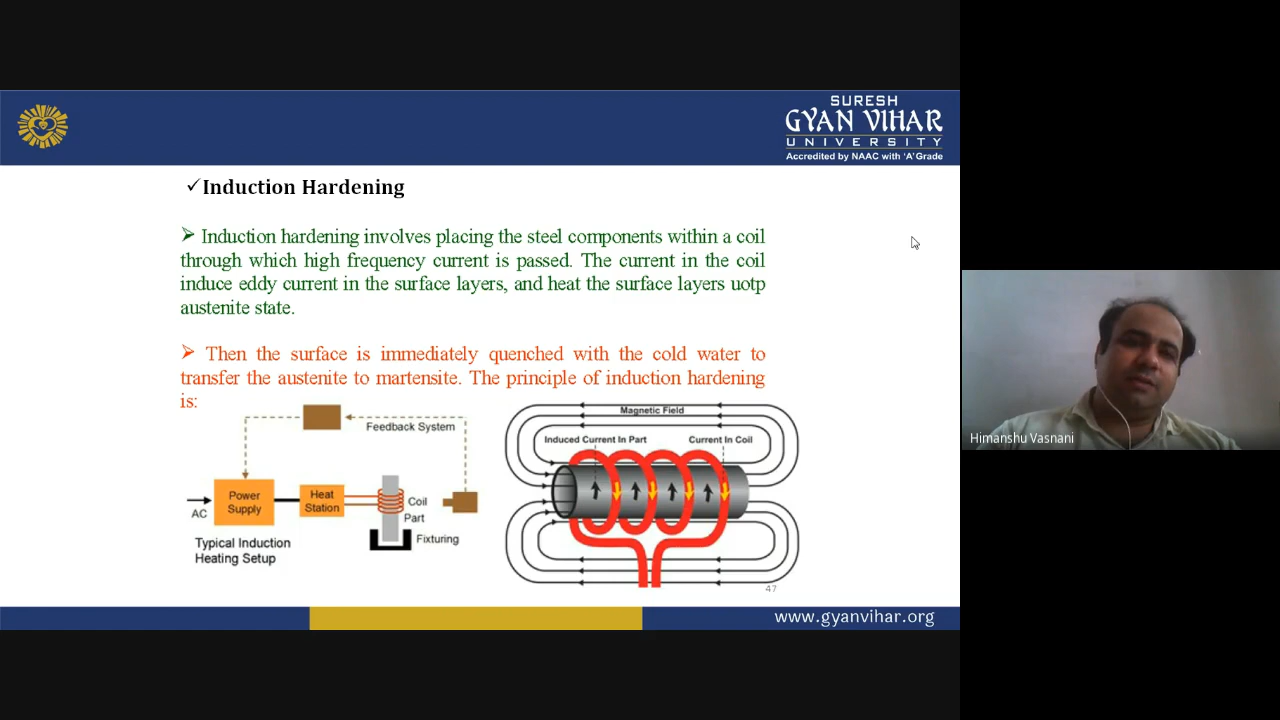 SURESH
GYAN VIHAR
UNIVERSITY
Accredited by NAAC with 'A' Grade
✓Induction Hardening
➢ Induction hardening involves placing the steel components within a coil
through which high frequency current is passed. The current in the coil
induce eddy current in the surface layers, and heat the surface layers uotp
austenite state.
➢ Then the surface is immediately quenched with the cold water to
transfer the austenite to martensite. The principle of induction hardening
is:
Feedback System
AC
Power
Supply
Heat
Station
Coil
Part
Fixturing
Typical Induction
Heating Setup
Magnetic Field
Induced Current In Part
Current In Coil
47
www.gyanvihar.org
Himanshu Vasnani